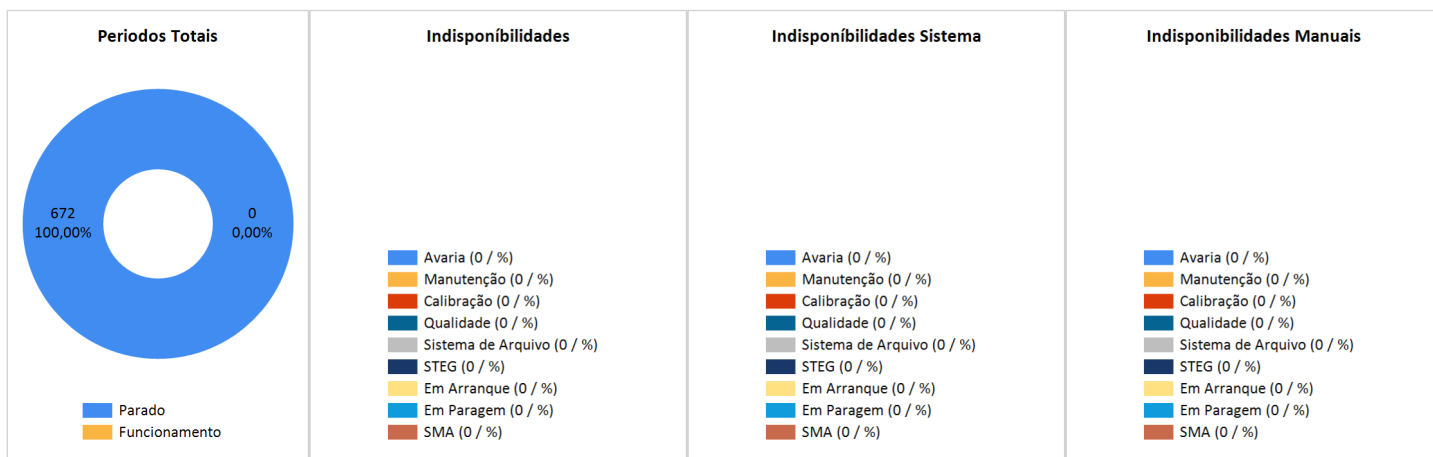 Periodos Totais
672
100,00%
0
0,00%
Parado
Funcionamento
Indisponíbilidades
Avaria (0 / %)
Manutenção (0 / %)
Calibração (0 / %)
Qualidade (0 / %)
Sistema de Arquivo (0 / %)
STEG (0 / %)
Em Arranque (0 / %)
Em Paragem (0 / %)
SMA (0 / %)
Indisponíbilidades Sistema
Avaria (0 / %)
Manutenção (0 / %)
Calibração (0 / %)
Qualidade (0 / %)
Sistema de Arquivo (0 / %)
STEG (0 / %)
Em Arranque (0 / %)
Em Paragem (0 / %)
SMA (0 / %)
Indisponibilidades Manuais
Avaria (0 / %)
Manutenção (0 / %)
Calibração (0 / %)
Qualidade (0 / %)
Sistema de Arquivo (0 / %)
STEG (0 / %)
Em Arranque (0 / %)
Em Paragem (0 / %)
SMA (0 / %)